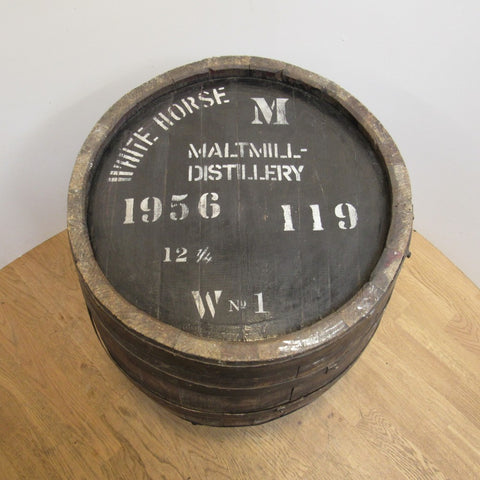 WHITE HORSE
M
MALTMILL-
DISTILLERY
1956 119
12 ¼
W Nº 1